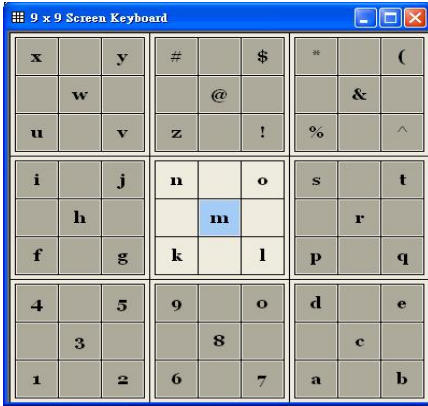 9 x 9 Screen Keyboard
x y # $ * (
w @ &
u v z ! % ^
i j n o s t
h m r
f g k l p q
4 5 9 0 d e
3 8 c
1 2 6 7 a b